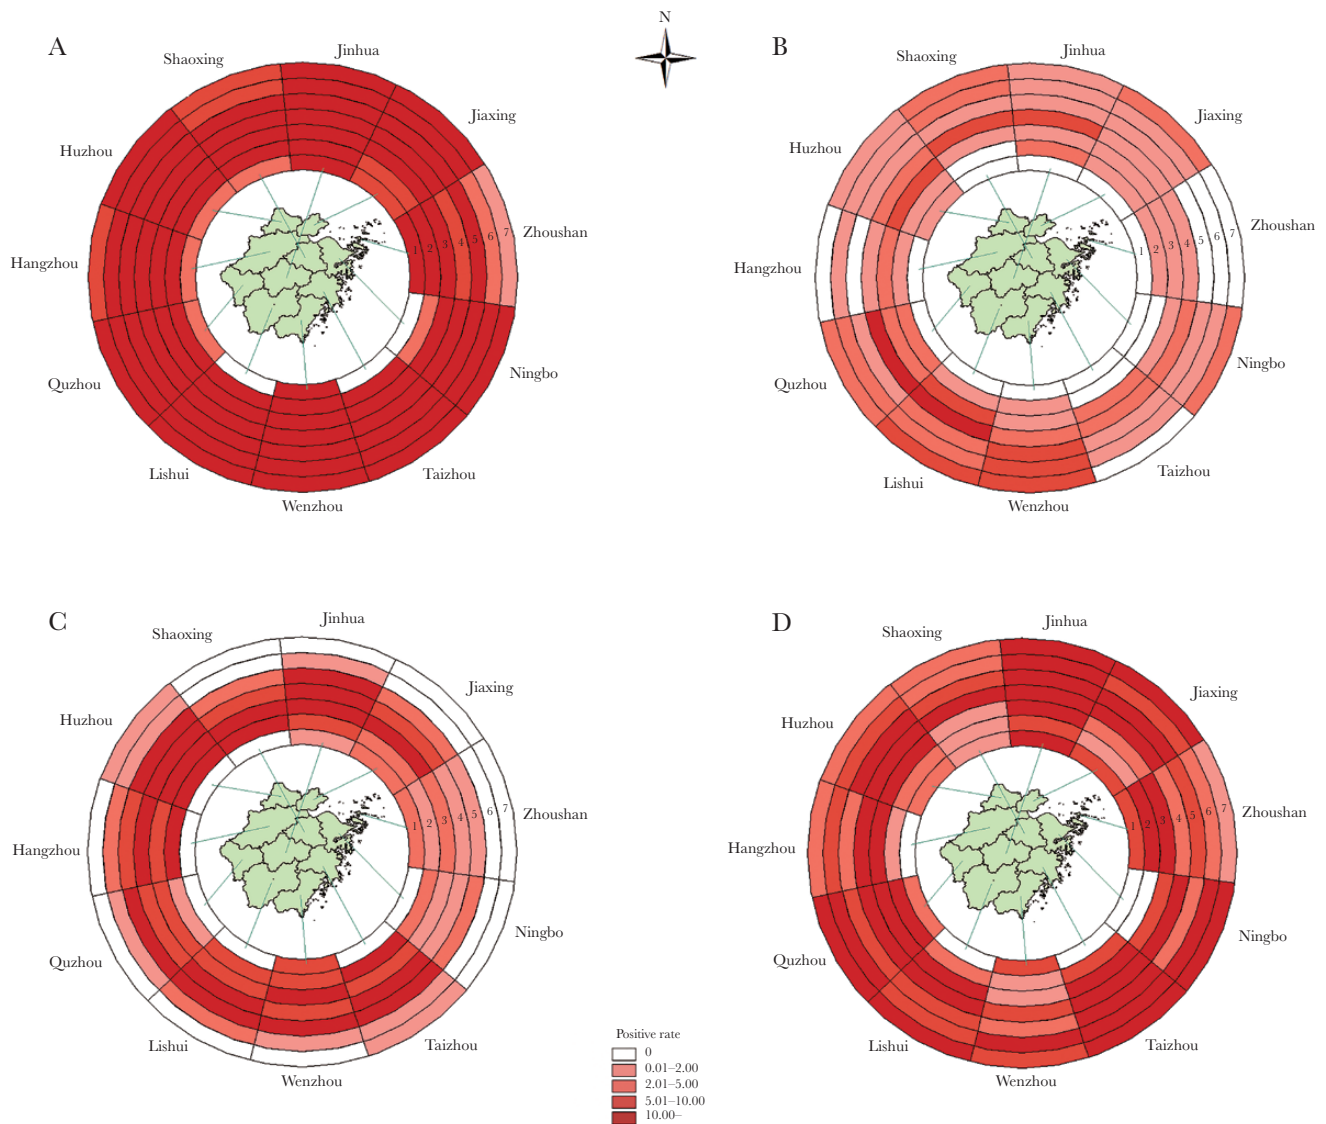 N
A
Jinhua
Shaoxing
Jiaxing
Huzhou
Zhoushan
1 2 3 4 5 6 7
Hangzhou
Ningbo
Quzhou
Lishui
Taizhou
Wenzhou
B
Jinhua
Shaoxing
Jiaxing
Huzhou
Zhoushan
1 2 3 4 5 6 7
Hangzhou
Ningbo
Quzhou
Lishui
Taizhou
Wenzhou
C
Jinhua
Shaoxing
Jiaxing
Huzhou
Zhoushan
1 2 3 4 5 6 7
Hangzhou
Ningbo
Quzhou
Lishui
Taizhou
Wenzhou
D
Jinhua
Shaoxing
Jiaxing
Huzhou
Zhoushan
1 2 3 4 5 6 7
Hangzhou
Ningbo
Quzhou
Lishui
Taizhou
Wenzhou
Positive rate
0
0.01–2.00
2.01–5.00
5.01–10.00
10.00–